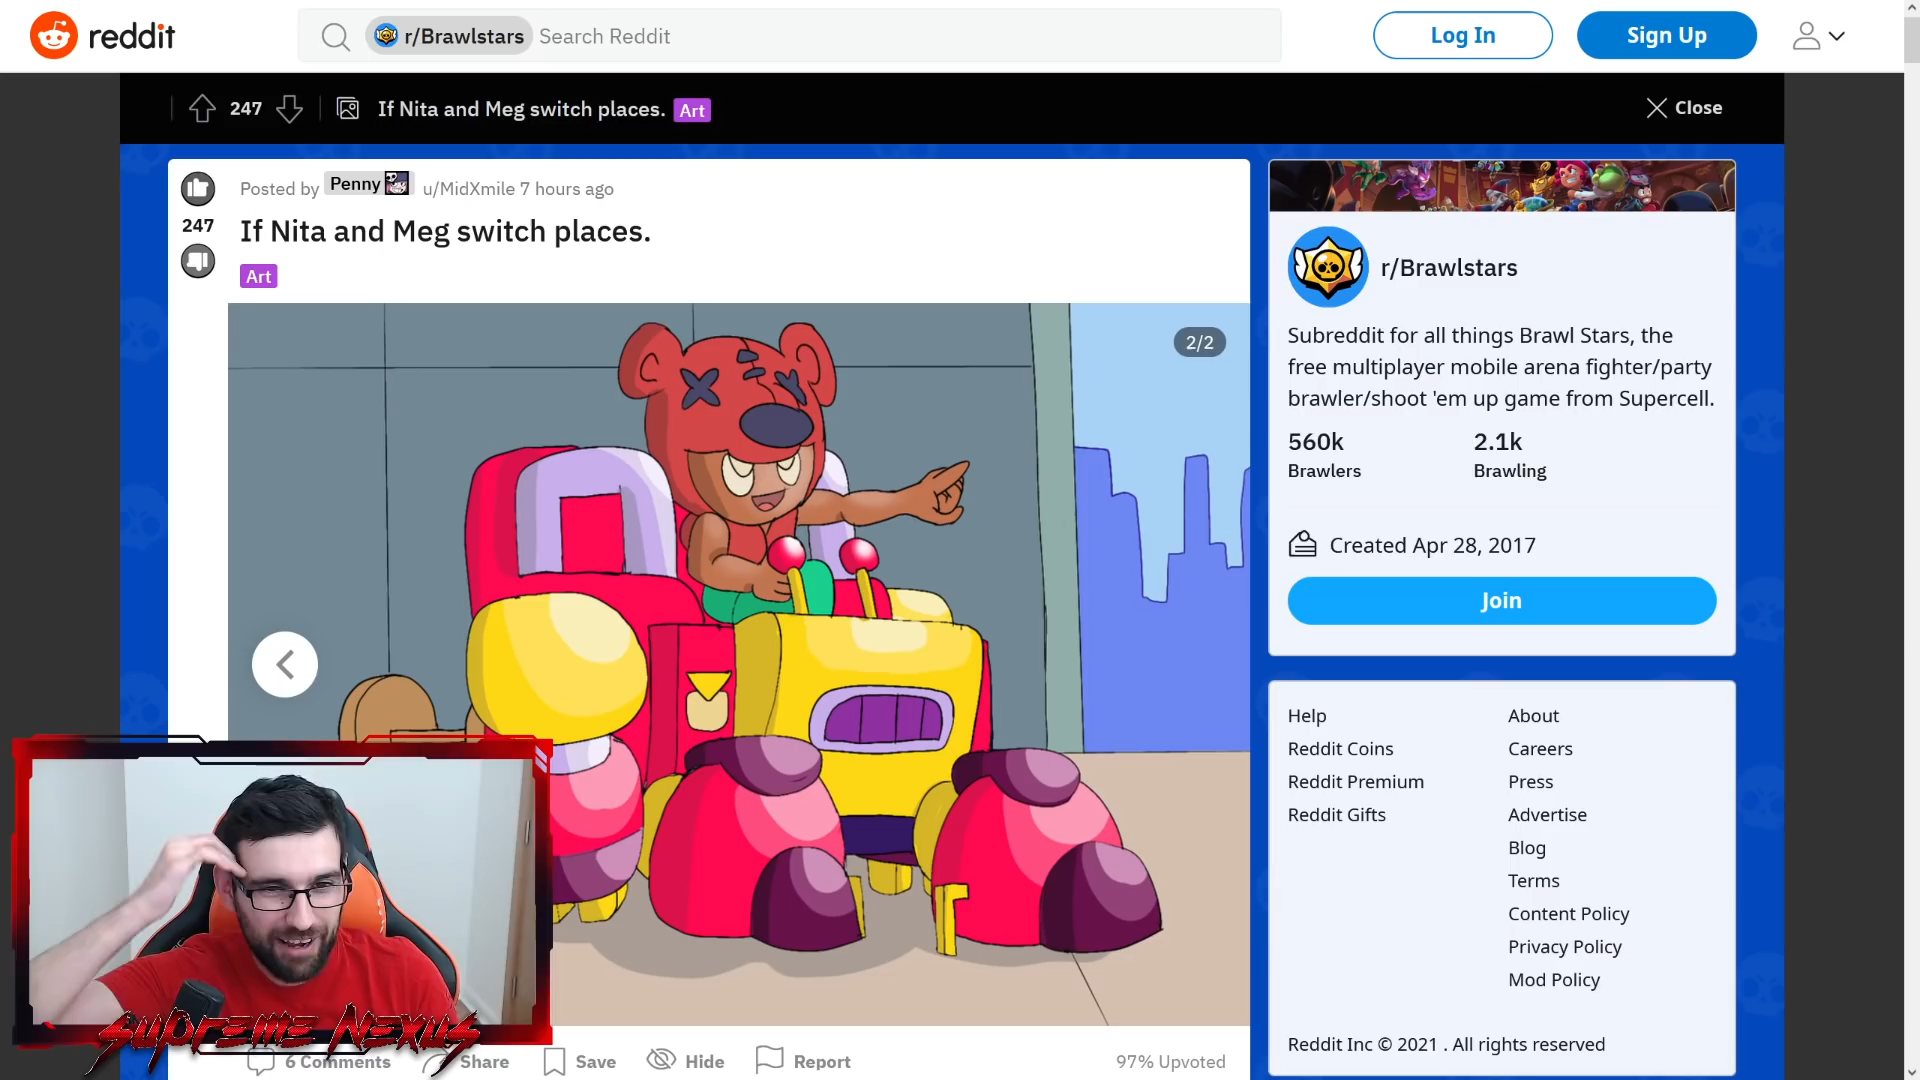 reddit
r/Brawlstars Search Reddit
Log In
Sign Up
247
If Nita and Meg switch places. Art
Close
Posted by Penny u/MidXmile 7 hours ago
247
If Nita and Meg switch places.
Art
2/2
r/Brawlstars
Subreddit for all things Brawl Stars, the
free multiplayer mobile arena fighter/party
brawler/shoot 'em up game from Supercell.
560k
Brawlers
2.1k
Brawling
Created Apr 28, 2017
Join
Help
Reddit Coins
Reddit Premium
Reddit Gifts
About
Careers
Press
Advertise
Blog
Terms
Content Policy
Privacy Policy
Mod Policy
Reddit Inc © 2021 . All rights reserved
Supreme Nexus
6 Comments Share Save Hide Report 97% Upvoted